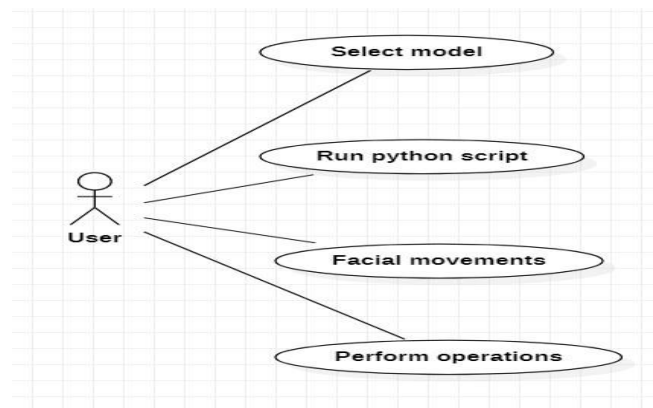 Select model
Run python script
User
Facial movements
Perform operations